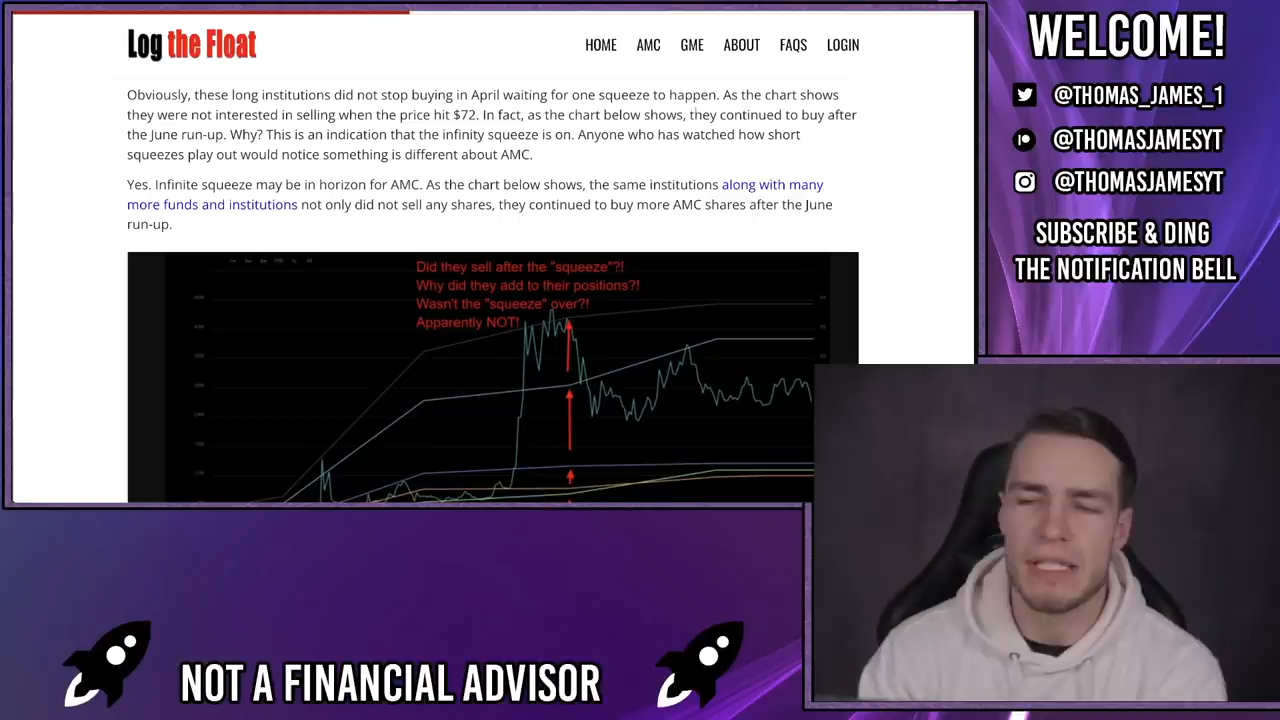 Log the Float
HOME AMC GME ABOUT FAQS LOGIN
Obviously, these long institutions did not stop buying in April waiting for one squeeze to happen. As the chart shows
they were not interested in selling when the price hit $72. In fact, as the chart below shows, they continued to buy after
the June run-up. Why? This is an indication that the infinity squeeze is on. Anyone who has watched how short
squeezes play out would notice something is different about AMC.
Yes. Infinite squeeze may be in horizon for AMC. As the chart below shows, the same institutions along with many
more funds and institutions not only did not sell any shares, they continued to buy more AMC shares after the June
run-up.
Did they sell after the "squeeze"?!
Why did they add to their positions?!
Wasn't the "squeeze" over?!
Apparently NOT!
WELCOME!
@THOMAS_JAMES_1
@THOMASJAMESYT
@THOMASJAMESYT
SUBSCRIBE & DING
THE NOTIFICATION BELL
NOT A FINANCIAL ADVISOR